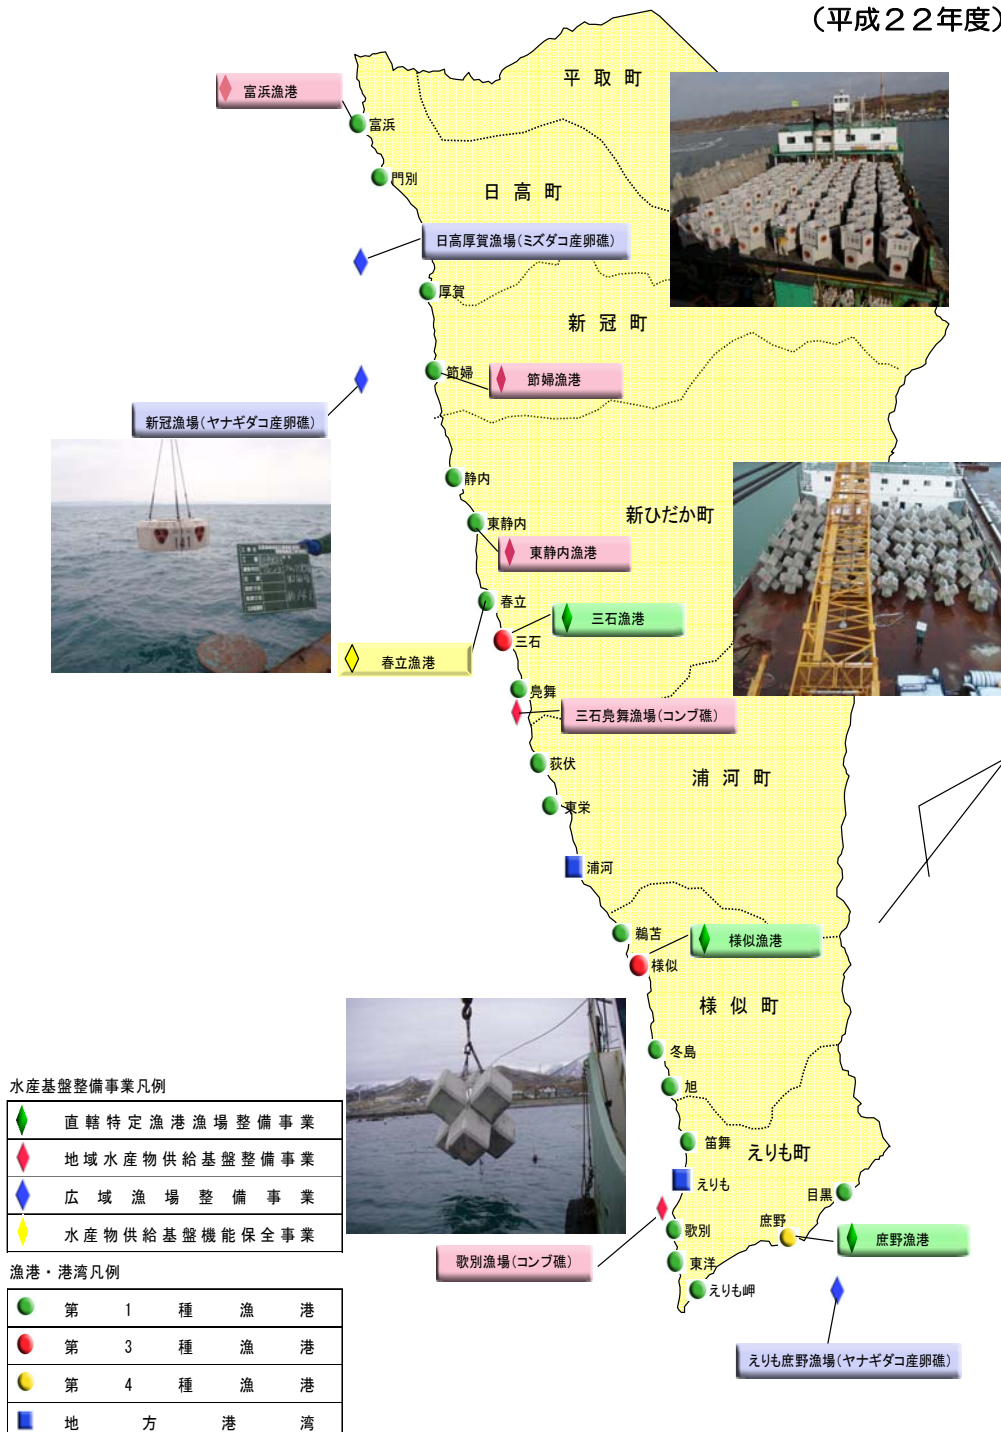 (平成２２年度)
平取町
富浜漁港
富浜
門別
日高町
日高厚賀漁場(ミズダコ産卵礁)
厚賀
新冠町
節婦
節婦漁港
新冠漁場(ヤナギダコ産卵礁)
静内
新ひだか町
東静内
東静内漁港
春立
三石漁港
三石
春立漁港
鳧舞
三石鳧舞漁場(コンブ礁)
荻伏
浦河町
東栄
浦河
鵜苫
様似漁港
様似
様似町
冬島
旭
笛舞
えりも町
えりも
目黒
庶野
歌別
庶野漁港
歌別漁場(コンブ礁)
東洋
えりも岬
えりも庶野漁場(ヤナギダコ産卵礁)
水産基盤整備事業凡例
直轄特定漁港漁場整備事業
地域水産物供給基盤整備事業
広域漁場整備事業
水産物供給基盤機能保全事業
漁港・港湾凡例
第1種漁港
第3種漁港
第4種漁港
地方港湾